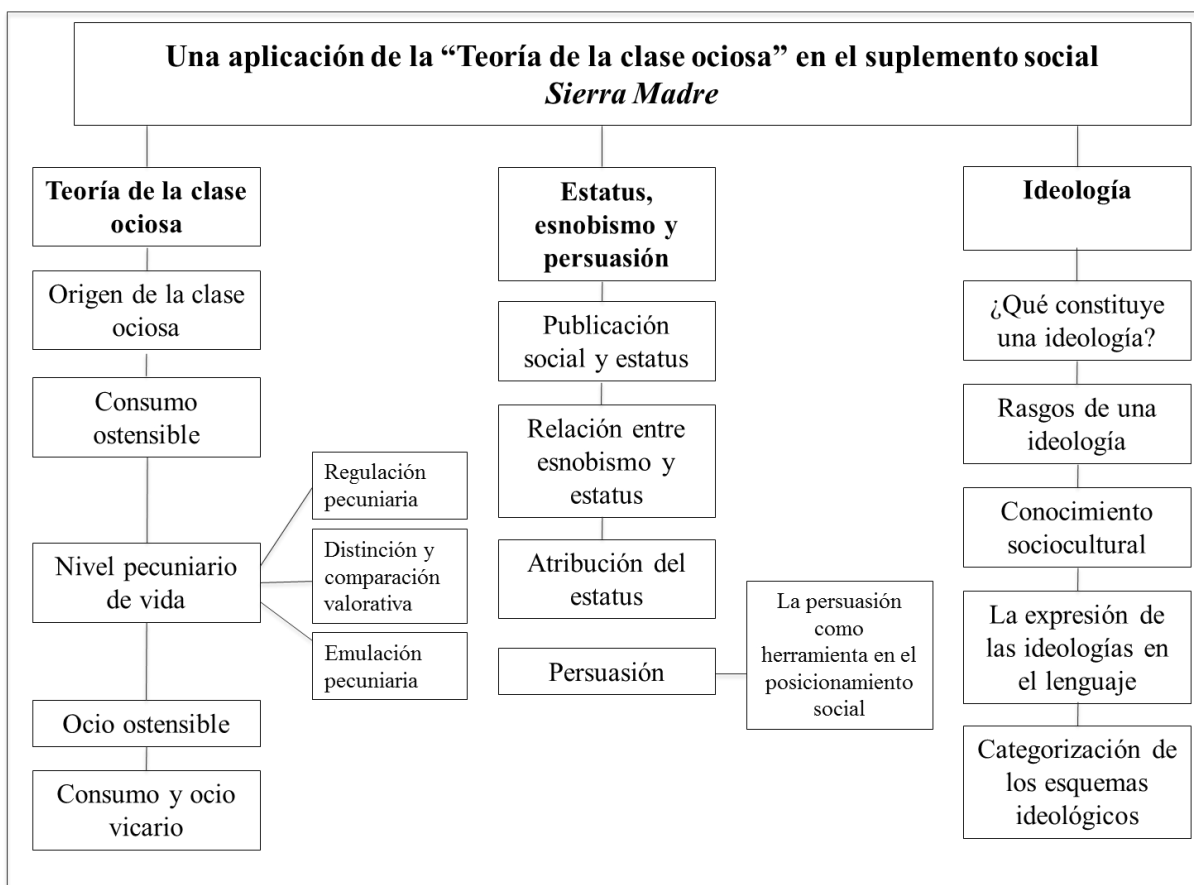 Una aplicación de la “Teoría de la clase ociosa” en el suplemento social
Sierra Madre
Teoría de la clase
ociosa
Origen de la clase
ociosa
Consumo
ostensible
Nivel pecuniario
de vida
Regulación
pecuniaria
Distinción y
comparación
valorativa
Emulación
pecuniaria
Ocio ostensible
Consumo y ocio
vicario
Estatus,
esnobismo y
persuasión
Publicación
social y estatus
Relación entre
esnobismo y
estatus
Atribución del
estatus
Persuasión
La persuasión
como
herramienta en el
posicionamiento
social
Ideología
¿Qué constituye
una ideología?
Rasgos de una
ideología
Conocimiento
sociocultural
La expresión de
las ideologías en
el lenguaje
Categorización de
los esquemas
ideológicos